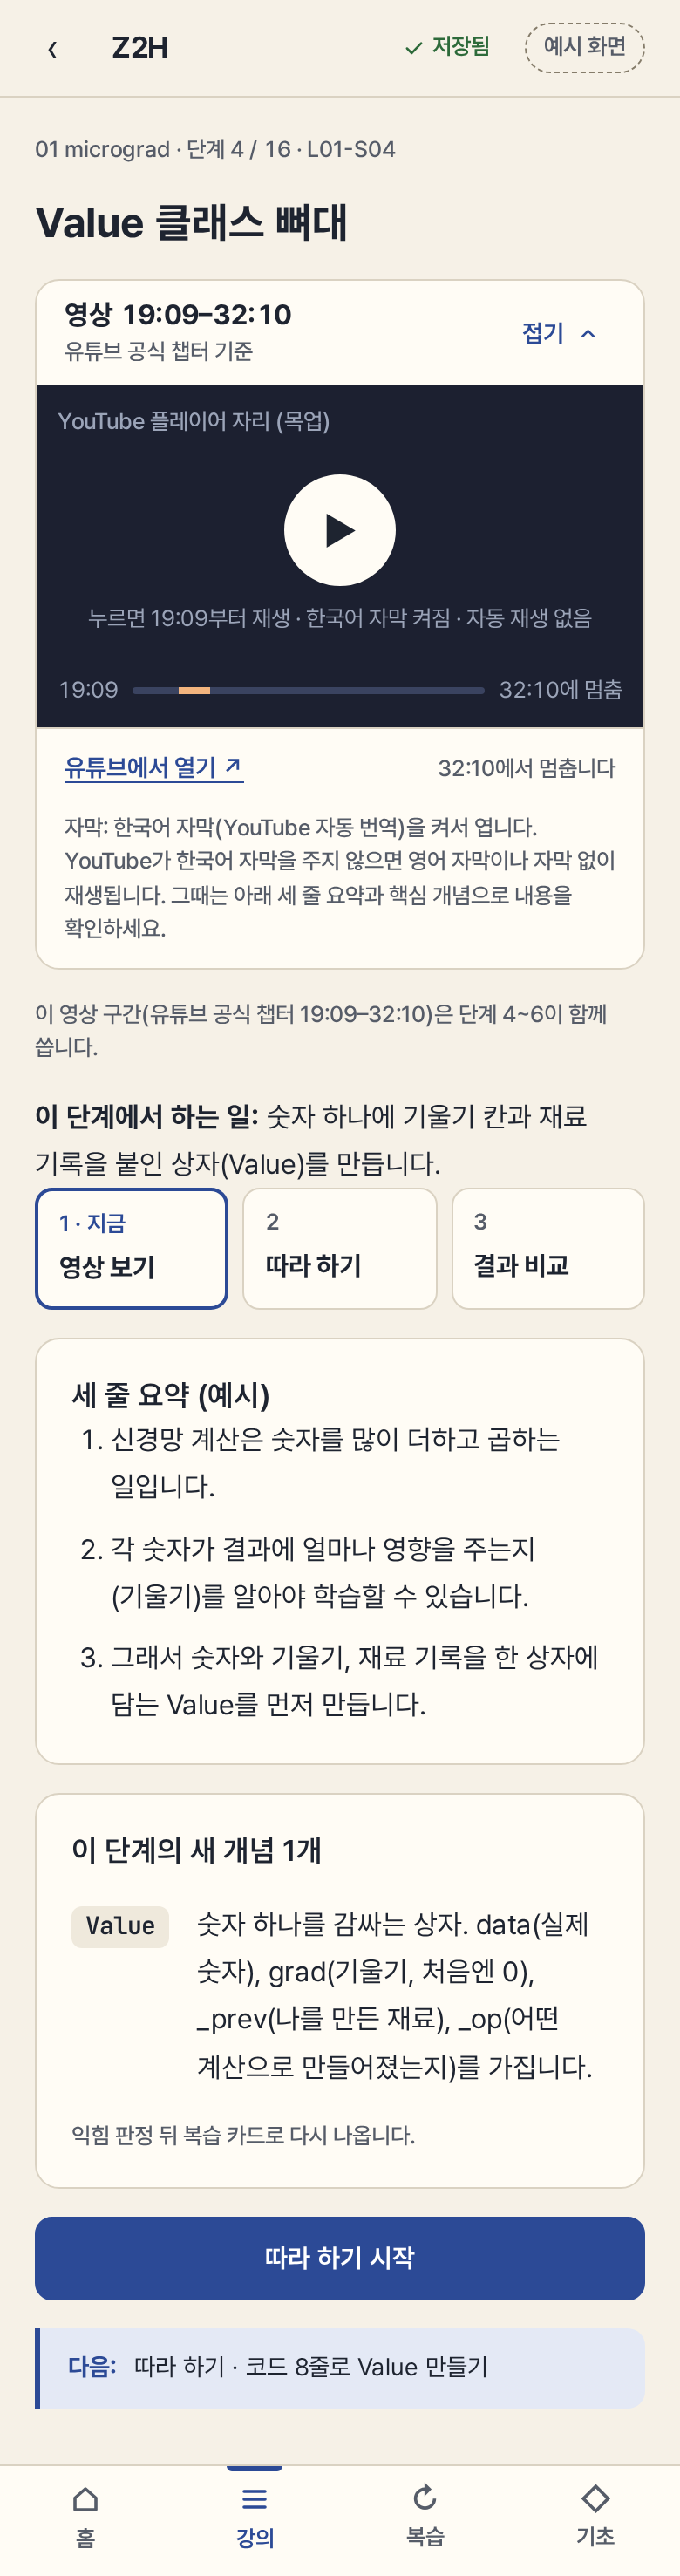 Z2H
저장됨
예시 화면
01 micrograd · 단계 4 / 16 · L01-S04
Value 클래스 뼈대
영상 19:09–32:10
유튜브 공식 챕터 기준
접기
YouTube 플레이어 자리 (목업)
누르면 19:09부터 재생 · 한국어 자막 켜짐 · 자동 재생 없음
19:09
32:10에 멈춤
유튜브에서 열기 ↗
32:10에서 멈춥니다
자막: 한국어 자막(YouTube 자동 번역)을 켜서 엽니다.
YouTube가 한국어 자막을 주지 않으면 영어 자막이나 자막 없이
재생됩니다. 그때는 아래 세 줄 요약과 핵심 개념으로 내용을
확인하세요.
이 영상 구간(유튜브 공식 챕터 19:09–32:10)은 단계 4~6이 함께
씁니다.
이 단계에서 하는 일: 숫자 하나에 기울기 칸과 재료
기록을 붙인 상자(Value)를 만듭니다.
1 · 지금
영상 보기
2
따라 하기
3
결과 비교
세 줄 요약 (예시)
1. 신경망 계산은 숫자를 많이 더하고 곱하는
일입니다.
2. 각 숫자가 결과에 얼마나 영향을 주는지
(기울기)를 알아야 학습할 수 있습니다.
3. 그래서 숫자와 기울기, 재료 기록을 한 상자에
담는 Value를 먼저 만듭니다.
이 단계의 새 개념 1개
Value
숫자 하나를 감싸는 상자. data(실제
숫자), grad(기울기, 처음엔 0),
_prev(나를 만든 재료), _op(어떤
계산으로 만들어졌는지)를 가집니다.
익힘 판정 뒤 복습 카드로 다시 나옵니다.
따라 하기 시작
다음: 따라 하기 · 코드 8줄로 Value 만들기
홈
강의
복습
기초